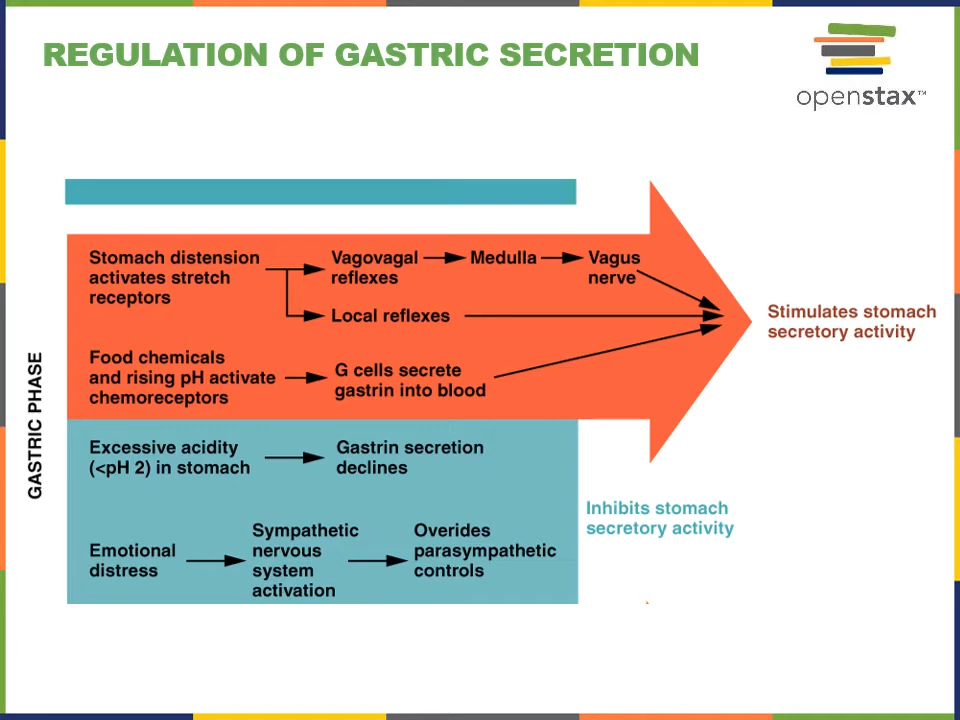 REGULATION OF GASTRIC SECRETION
openstax™
GASTRIC PHASE
Stomach distension
activates stretch
receptors
Vagovagal
reflexes
Medulla
Vagus
nerve
Local reflexes
Food chemicals
and rising pH activate
chemoreceptors
G cells secrete
gastrin into blood
Stimulates stomach
secretory activity
Excessive acidity
(<pH 2) in stomach
Gastrin secretion
declines
Emotional
distress
Sympathetic
nervous
system
activation
Overides
parasympathetic
controls
Inhibits stomach
secretory activity